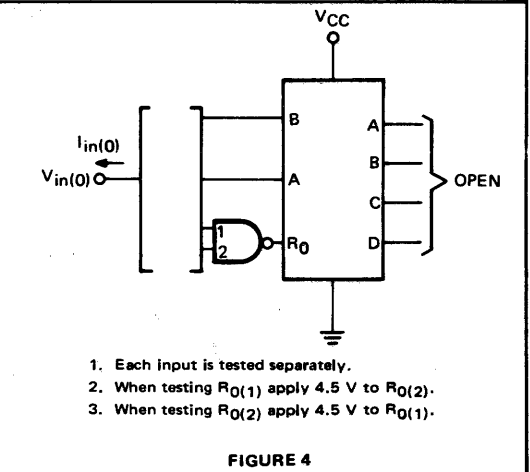 VCC
Iin(0)
Vin(0)
B
A
1
2
R0
A
B
C
D
OPEN
1. Each input is tested separately.
2. When testing R0(1) apply 4.5 V to R0(2).
3. When testing R0(2) apply 4.5 V to R0(1).
FIGURE 4